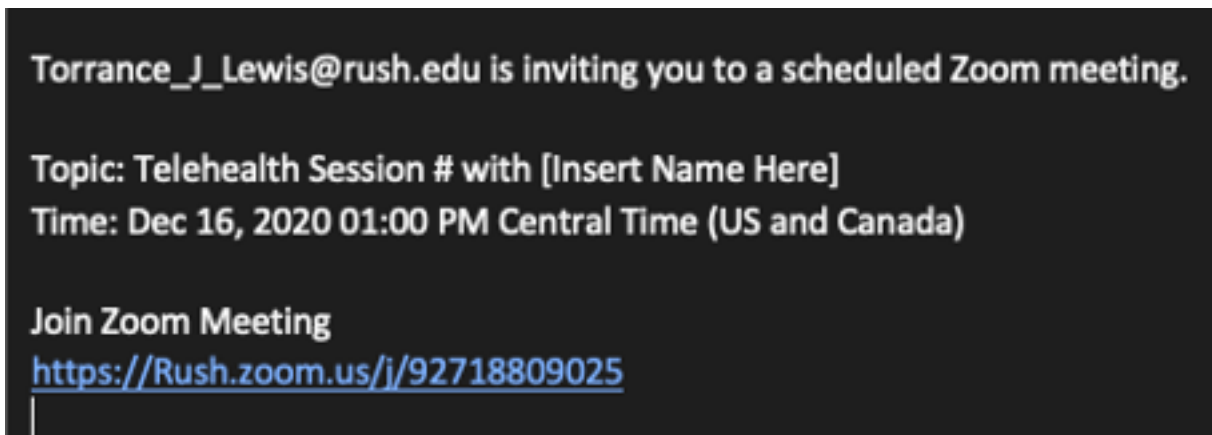 Torrance_J_Lewis@rush.edu is inviting you to a scheduled Zoom meeting.
Topic: Telehealth Session # with [Insert Name Here]
Time: Dec 16, 2020 01:00 PM Central Time (US and Canada)
Join Zoom Meeting
https://Rush.zoom.us/j/92718809025